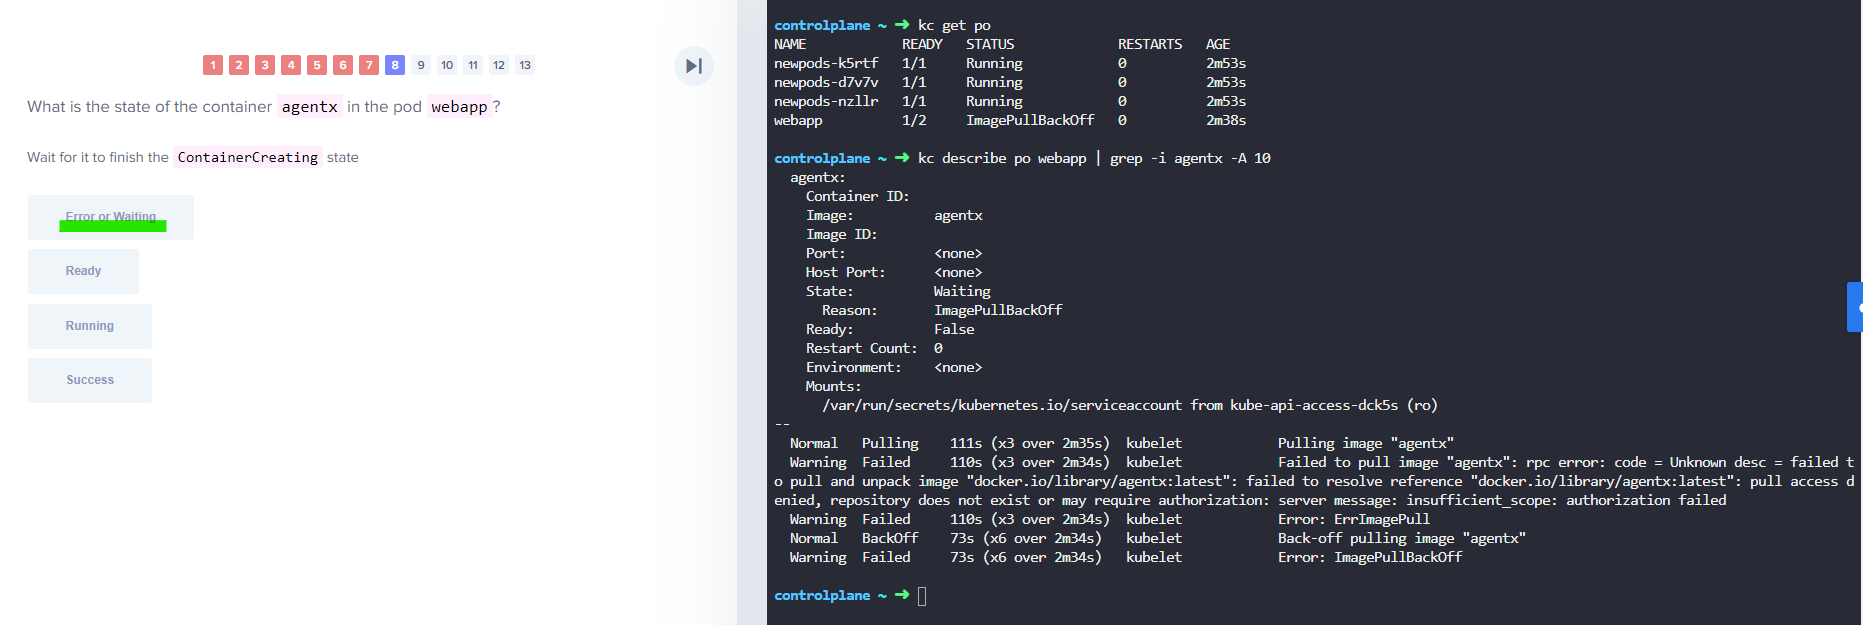 1 2 3 4 5 6 7 8 9 10 11 12 13
What is the state of the container agentx in the pod webapp ?
Wait for it to finish the ContainerCreating state
Error or Waiting
Ready
Running
Success
controlplane ~ ➜ kc get po
NAME READY STATUS RESTARTS AGE
newpods-k5rtf 1/1 Running 0 2m53s
newpods-d7v7v 1/1 Running 0 2m53s
newpods-nzllr 1/1 Running 0 2m53s
webapp 1/2 ImagePullBackOff 0 2m38s
controlplane ~ ➜ kc describe po webapp | grep -i agentx -A 10
agentx:
Container ID:
Image: agentx
Image ID:
Port: <none>
Host Port: <none>
State: Waiting
Reason: ImagePullBackOff
Ready: False
Restart Count: 0
Environment: <none>
Mounts:
/var/run/secrets/kubernetes.io/serviceaccount from kube-api-access-dck5s (ro)
--
Normal Pulling 111s (x3 over 2m35s) kubelet Pulling image "agentx"
Warning Failed 110s (x3 over 2m34s) kubelet Failed to pull image "agentx": rpc error: code = Unknown desc = failed t
o pull and unpack image "docker.io/library/agentx:latest": failed to resolve reference "docker.io/library/agentx:latest": pull access d
enied, repository does not exist or may require authorization: server message: insufficient_scope: authorization failed
Warning Failed 110s (x3 over 2m34s) kubelet Error: ErrImagePull
Normal BackOff 73s (x6 over 2m34s) kubelet Back-off pulling image "agentx"
Warning Failed 73s (x6 over 2m34s) kubelet Error: ImagePullBackOff
controlplane ~ ➜